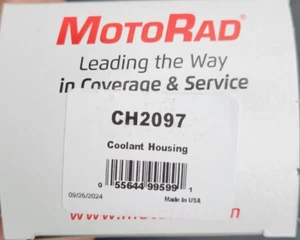 MOTORAD®
Leading the Way
in Coverage & Service
CH2097
Coolant Housing
0 55644 99599 1
09/26/2024
Made In USA